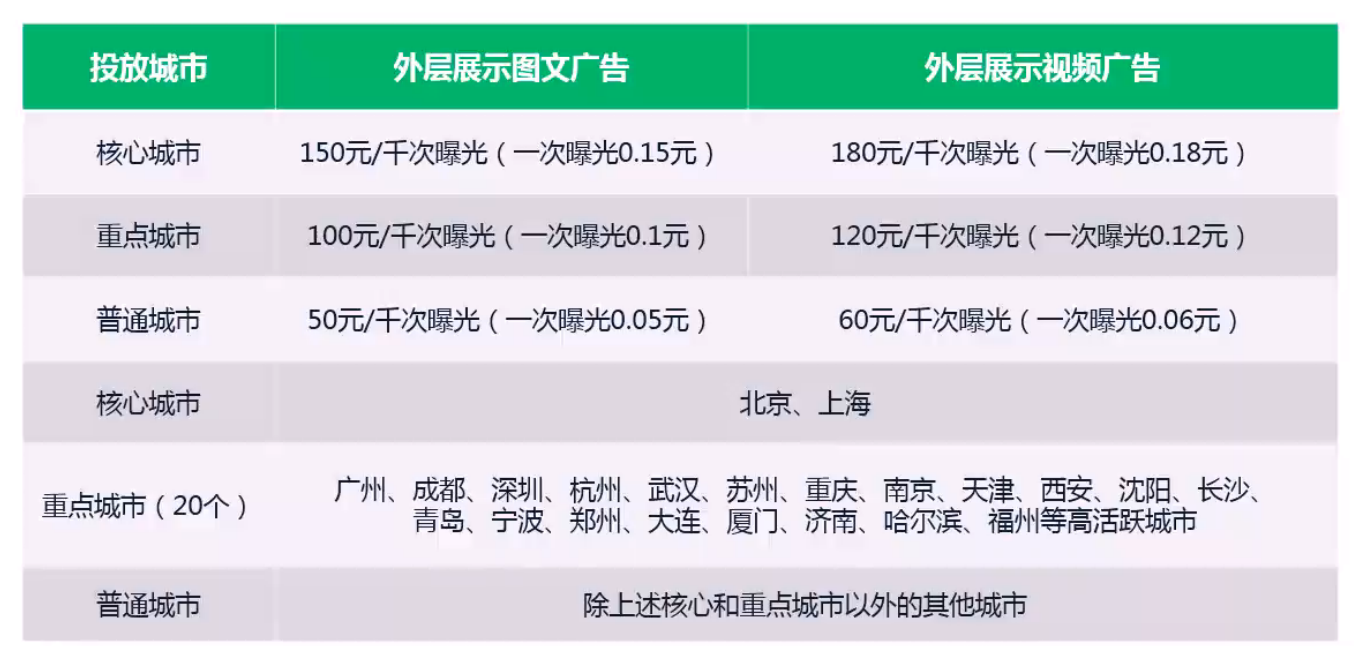 投放城市 外层展示图文广告 外层展示视频广告
核心城市 150元/千次曝光（一次曝光0.15元） 180元/千次曝光（一次曝光0.18元）
重点城市 100元/千次曝光（一次曝光0.1元） 120元/千次曝光（一次曝光0.12元）
普通城市 50元/千次曝光（一次曝光0.05元） 60元/千次曝光（一次曝光0.06元）
核心城市 北京、上海
重点城市（20个） 广州、成都、深圳、杭州、武汉、苏州、重庆、南京、天津、西安、沈阳、长沙、
青岛、宁波、郑州、大连、厦门、济南、哈尔滨、福州等高活跃城市
普通城市 除上述核心和重点城市以外的其他城市